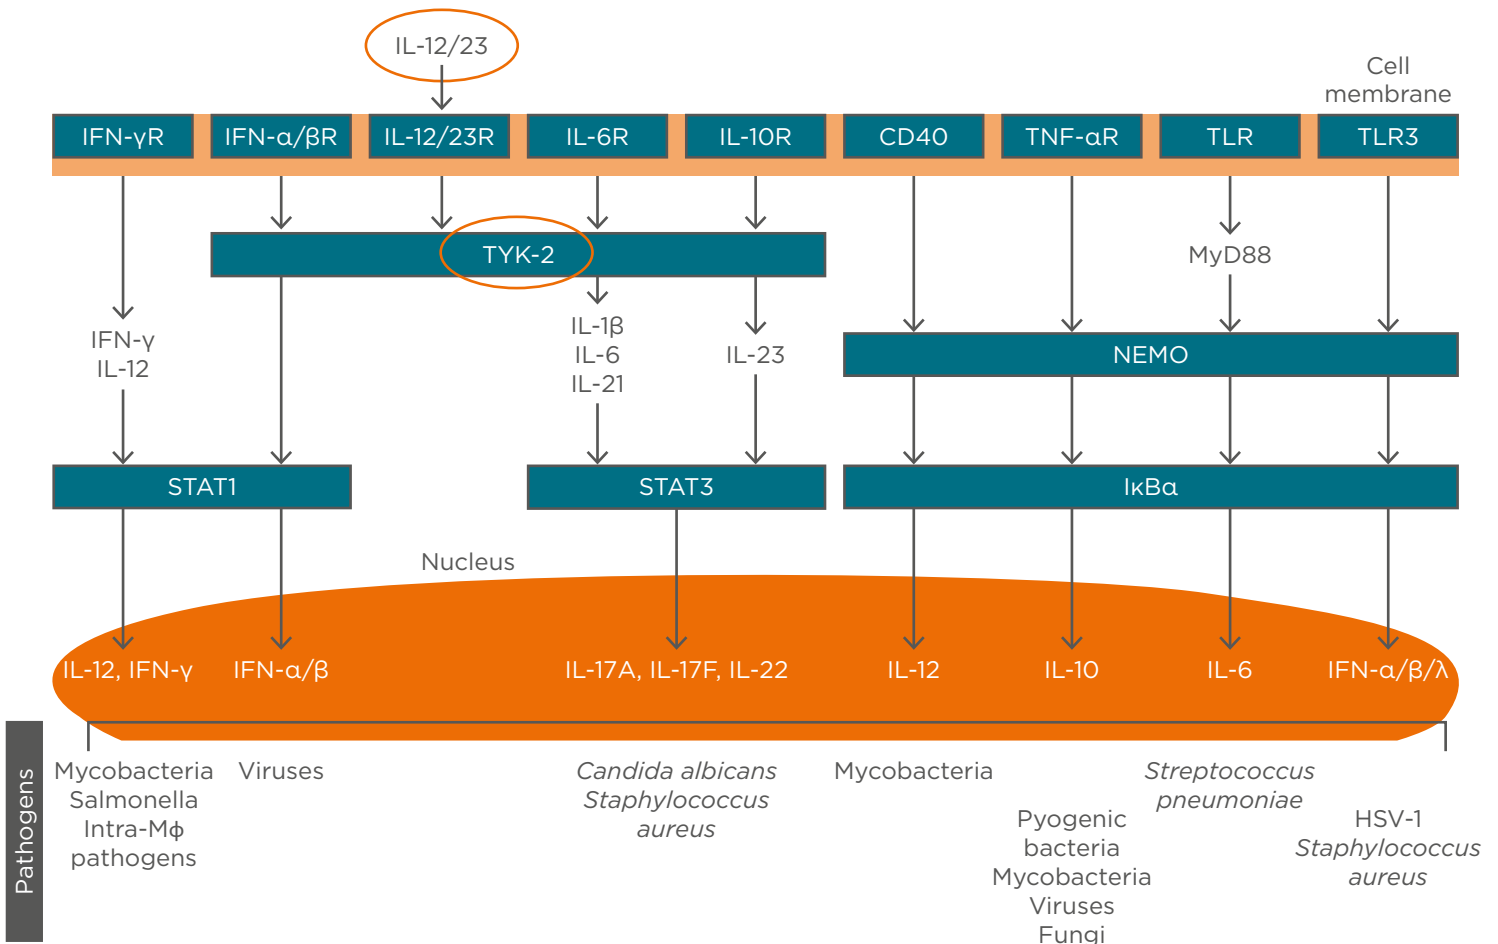 IL-12/23
Cell
membrane
IFN-γR
IFN-α/βR
IL-12/23R
IL-6R
IL-10R
CD40
TNF-αR
TLR
TLR3
TYK-2
MyD88
IFN-γ
IL-12
IL-1β
IL-6
IL-21
IL-23
NEMO
STAT1
STAT3
IκBα
Nucleus
IL-12, IFN-γ
IFN-α/β
IL-17A, IL-17F, IL-22
IL-12
IL-10
IL-6
IFN-α/β/λ
Pathogens
Mycobacteria
Salmonella
Intra-Mϕ
pathogens
Viruses
Candida albicans
Staphylococcus
aureus
Mycobacteria
Pyogenic
bacteria
Mycobacteria
Viruses
Fungi
Streptococcus
pneumoniae
HSV-1
Staphylococcus
aureus